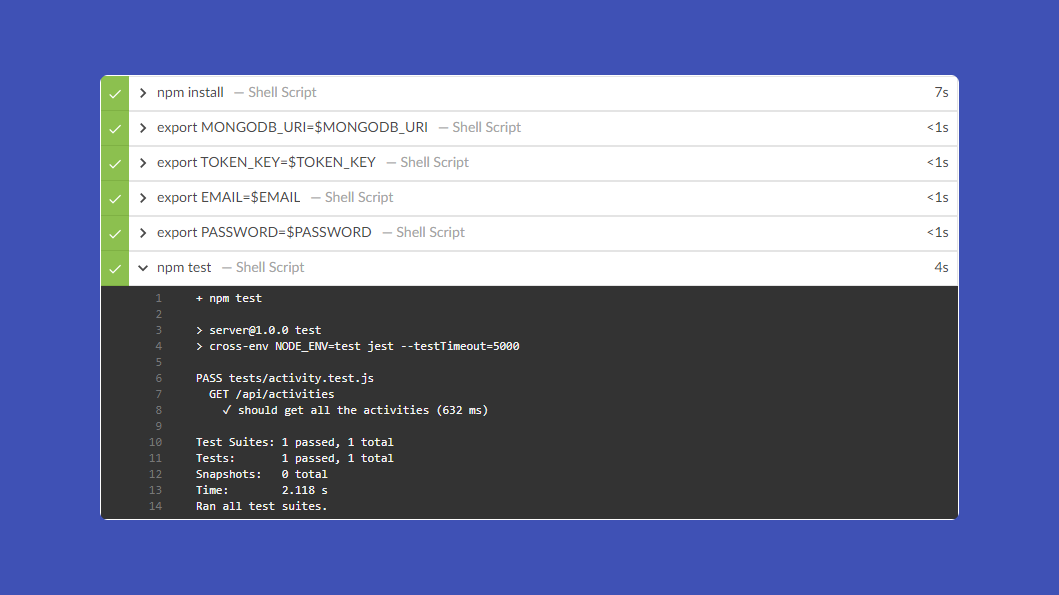 npm install — Shell Script 7s
export MONGODB_URI=$MONGODB_URI — Shell Script <1s
export TOKEN_KEY=$TOKEN_KEY — Shell Script <1s
export EMAIL=$EMAIL — Shell Script <1s
export PASSWORD=$PASSWORD — Shell Script <1s
npm test — Shell Script 4s
1 + npm test
2
3 > server@1.0.0 test
4 > cross-env NODE_ENV=test jest --testTimeout=5000
5
6 PASS tests/activity.test.js
7 GET /api/activities
8 ✓ should get all the activities (632 ms)
9
10 Test Suites: 1 passed, 1 total
11 Tests: 1 passed, 1 total
12 Snapshots: 0 total
13 Time: 2.118 s
14 Ran all test suites.